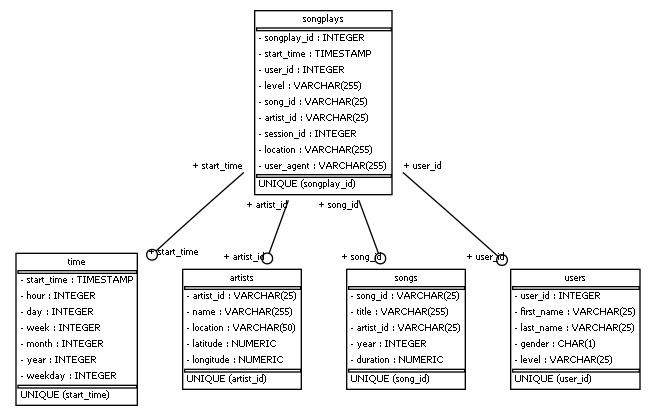 songplays
- songplay_id : INTEGER
- start_time : TIMESTAMP
- user_id : INTEGER
- level : VARCHAR(255)
- song_id : VARCHAR(25)
- artist_id : VARCHAR(25)
- session_id : INTEGER
- location : VARCHAR(255)
- user_agent : VARCHAR(255)
UNIQUE (songplay_id)
+ start_time
+ user_id
+ artist_id
+ song_id
+ start_time
+ artist_id
+ song_id
+ user_id
time
- start_time : TIMESTAMP
- hour : INTEGER
- day : INTEGER
- week : INTEGER
- month : INTEGER
- year : INTEGER
- weekday : INTEGER
UNIQUE (start_time)
artists
- artist_id : VARCHAR(25)
- name : VARCHAR(255)
- location : VARCHAR(50)
- latitude : NUMERIC
- longitude : NUMERIC
UNIQUE (artist_id)
songs
- song_id : VARCHAR(25)
- title : VARCHAR(255)
- artist_id : VARCHAR(25)
- year : INTEGER
- duration : NUMERIC
UNIQUE (song_id)
users
- user_id : INTEGER
- first_name : VARCHAR(25)
- last_name : VARCHAR(25)
- gender : CHAR(1)
- level : VARCHAR(25)
UNIQUE (user_id)